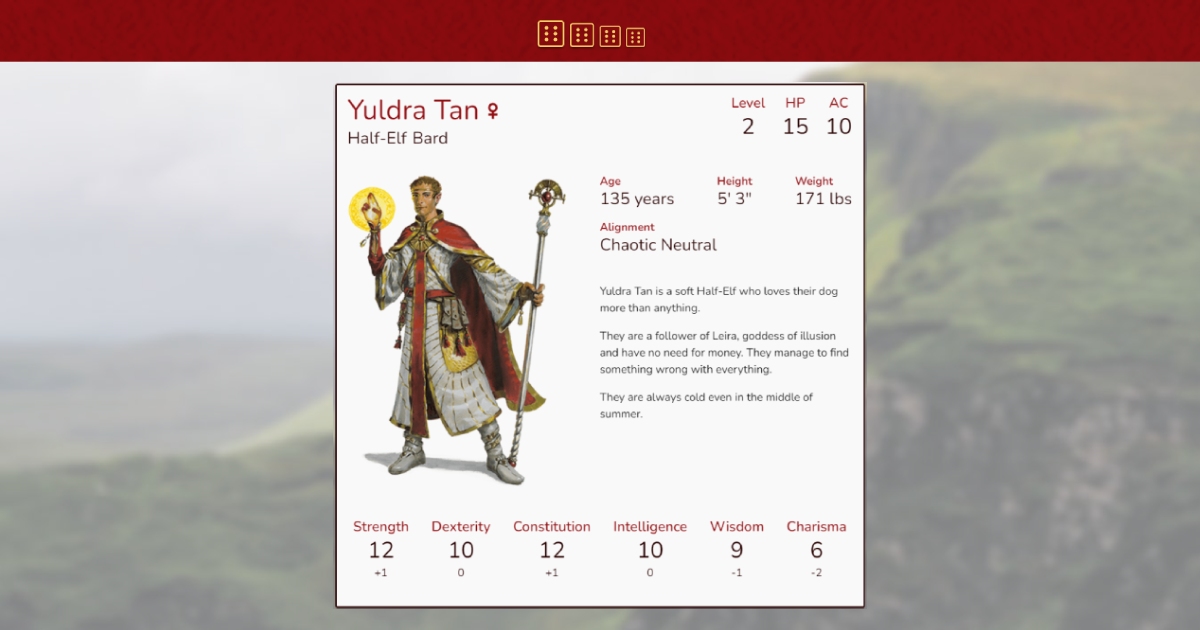 Yuldra Tan ♀
Half-Elf Bard
Level HP AC
2 15 10
Age Height Weight
135 years 5' 3" 171 lbs
Alignment
Chaotic Neutral
Yuldra Tan is a soft Half-Elf who loves their dog
more than anything.
They are a follower of Leira, goddess of illusion
and have no need for money. They manage to find
something wrong with everything.
They are always cold even in the middle of
summer.
Strength Dexterity Constitution Intelligence Wisdom Charisma
12 10 12 10 9 6
+1 0 +1 0 -1 -2